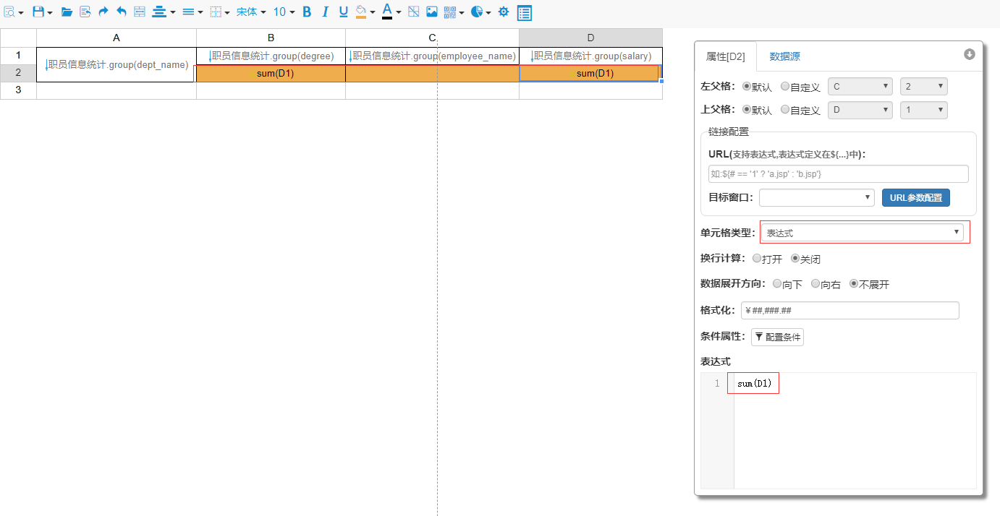 宋体 10 B I U A
A B C D
1 职员信息统计.group(dept_name) 职员信息统计.group(degree) 职员信息统计.group(employee_name) 职员信息统计.group(salary)
2 sum(D1) sum(D1)
3
属性[D2] 数据源
左父格： 默认 自定义 C 2
上父格： 默认 自定义 D 1
链接配置
URL(支持表达式,表达式定义在${...}中)：
如:${# == '1' ? 'a.jsp' : 'b.jsp'}
目标窗口： URL参数配置
单元格类型： 表达式
换行计算： 打开 关闭
数据展开方向： 向下 向右 不展开
格式化： ￥##,###.##
条件属性： 配置条件
表达式
1 sum(D1)